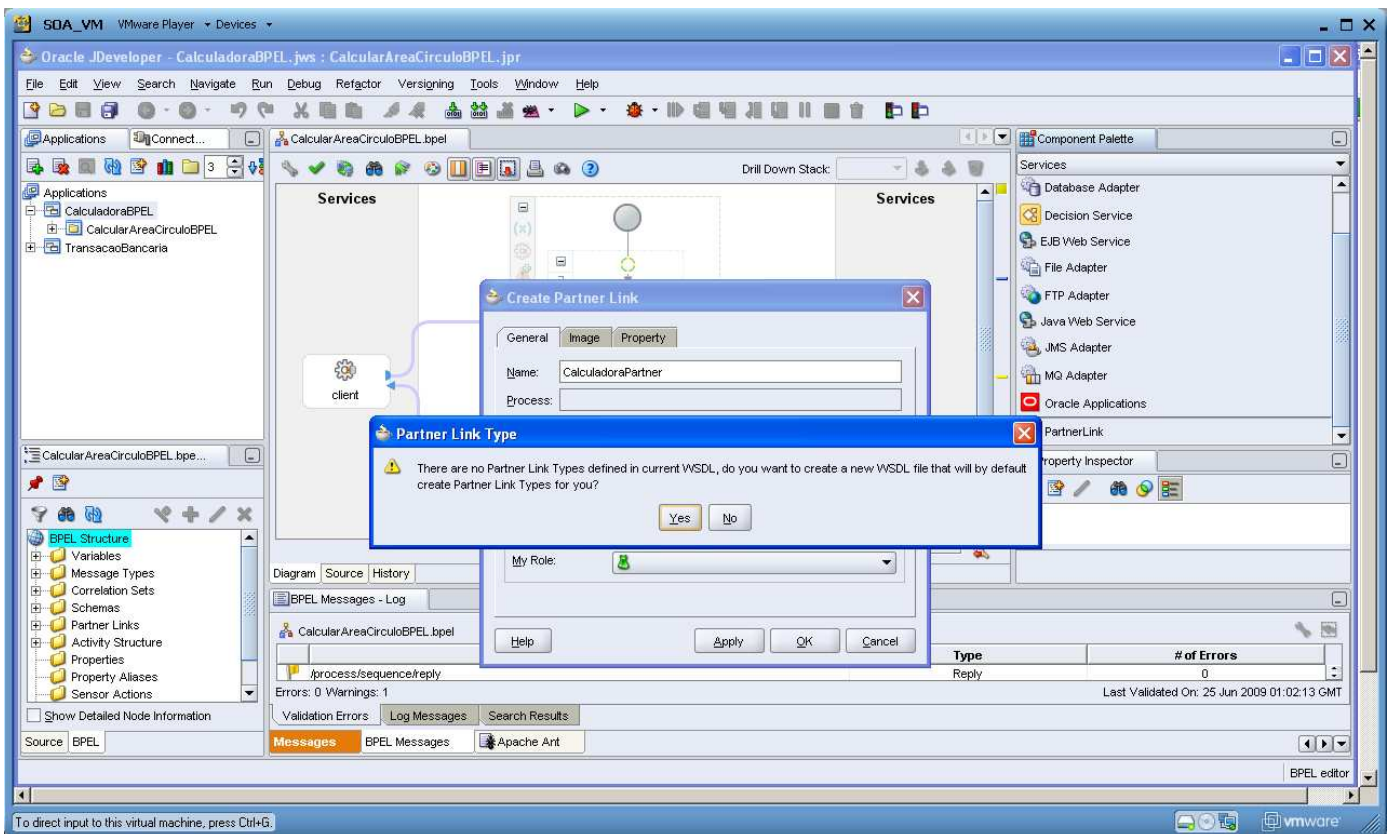 SOA_VM VMware Player Devices
Oracle JDeveloper - CalculadoraBPEL.jws : CalcularAreaCirculoBPEL.jpr
File Edit View Search Navigate Run Debug Refactor Versioning Tools Window Help
Applications Connect... CalcularAreaCirculoBPEL.bpel Component Palette
3 Drill Down Stack: Services
Applications
CalculadoraBPEL
CalcularAreaCirculoBPEL
TransacaoBancaria
Services Services
(x)
client
Database Adapter
Decision Service
EJB Web Service
File Adapter
FTP Adapter
Java Web Service
JMS Adapter
MQ Adapter
Oracle Applications
PartnerLink
Create Partner Link
General Image Property
Name: CalculadoraPartner
Process:
Partner Link Type
There are no Partner Link Types defined in current WSDL, do you want to create a new WSDL file that will by default
create Partner Link Types for you?
Yes No
My Role:
Help Apply OK Cancel
CalcularAreaCirculoBPEL.bpe...
BPEL Structure
Variables
Message Types
Correlation Sets
Schemas
Partner Links
Activity Structure
Properties
Property Aliases
Sensor Actions
Show Detailed Node Information
Source BPEL
Property Inspector
Diagram Source History
BPEL Messages - Log
CalcularAreaCirculoBPEL.bpel
Type # of Errors
/process/sequence/reply Reply 0
Errors: 0 Warnings: 1 Last Validated On: 25 Jun 2009 01:02:13 GMT
Validation Errors Log Messages Search Results
Messages BPEL Messages Apache Ant
BPEL editor
To direct input to this virtual machine, press Ctrl+G. vmware